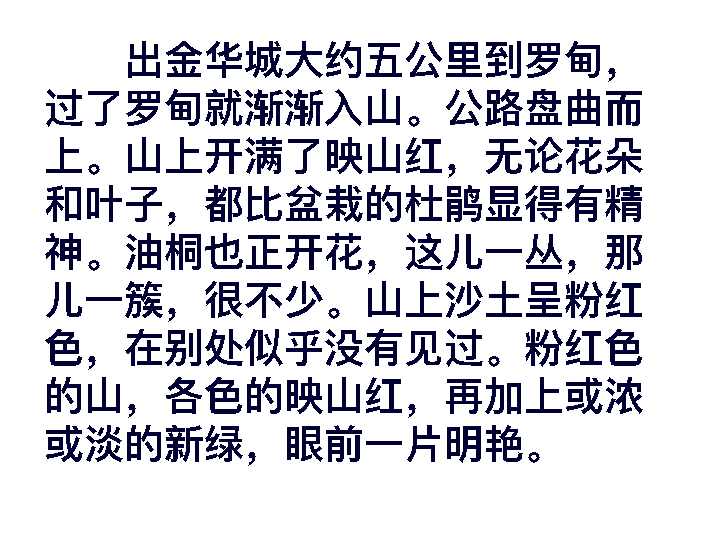 出金华城大约五公里到罗甸，
过了罗甸就渐渐入山。公路盘曲而
上。山上开满了映山红，无论花朵
和叶子，都比盆栽的杜鹃显得有精
神。油桐也正开花，这儿一丛，那
儿一簇，很不少。山上沙土呈粉红
色，在别处似乎没有见过。粉红色
的山，各色的映山红，再加上或浓
或淡的新绿，眼前一片明艳。